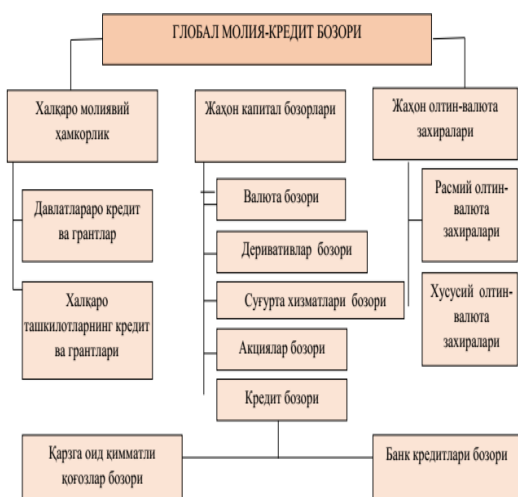 ГЛОБАЛ МОЛИЯ-КРЕДИТ БОЗОРИ
Халқаро молиявий
ҳамкорлик
Давлатлараро кредит
ва грантлар
Халқаро
ташкилотларнинг кредит
ва грантлари
Жаҳон капитал бозорлари
Валюта бозори
Деривативлар бозори
Суғурта хизматлари бозори
Акциялар бозори
Кредит бозори
Жаҳон олтин-валюта
захиралари
Расмий олтин-
валюта
захиралари
Хусусий олтин-
валюта
захиралари
Қарзга оид қимматли
қоғозлар бозори
Банк кредитлари бозори